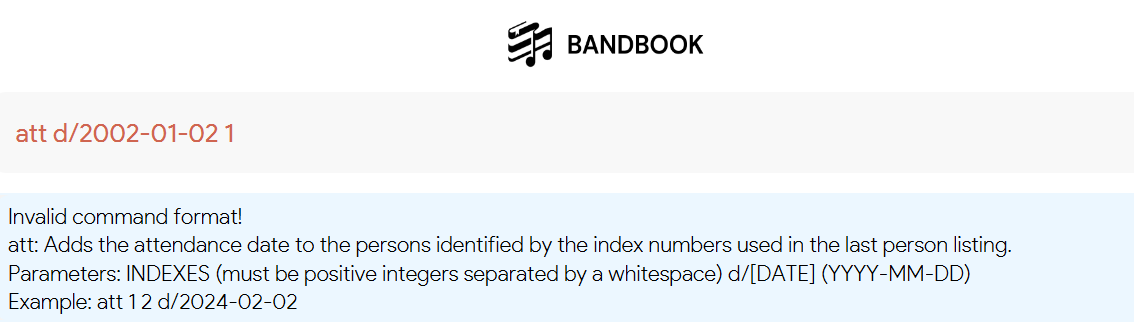 BANDBOOK
att d/2002-01-02 1
Invalid command format!
att: Adds the attendance date to the persons identified by the index numbers used in the last person listing.
Parameters: INDEXES (must be positive integers separated by a whitespace) d/[DATE] (YYYY-MM-DD)
Example: att 1 2 d/2024-02-02